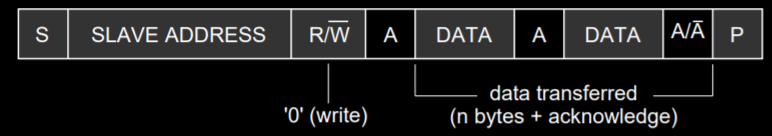 S SLAVE ADDRESS R/W̅ A DATA A DATA A/A̅ P
data transferred
'0' (write) (n bytes + acknowledge)